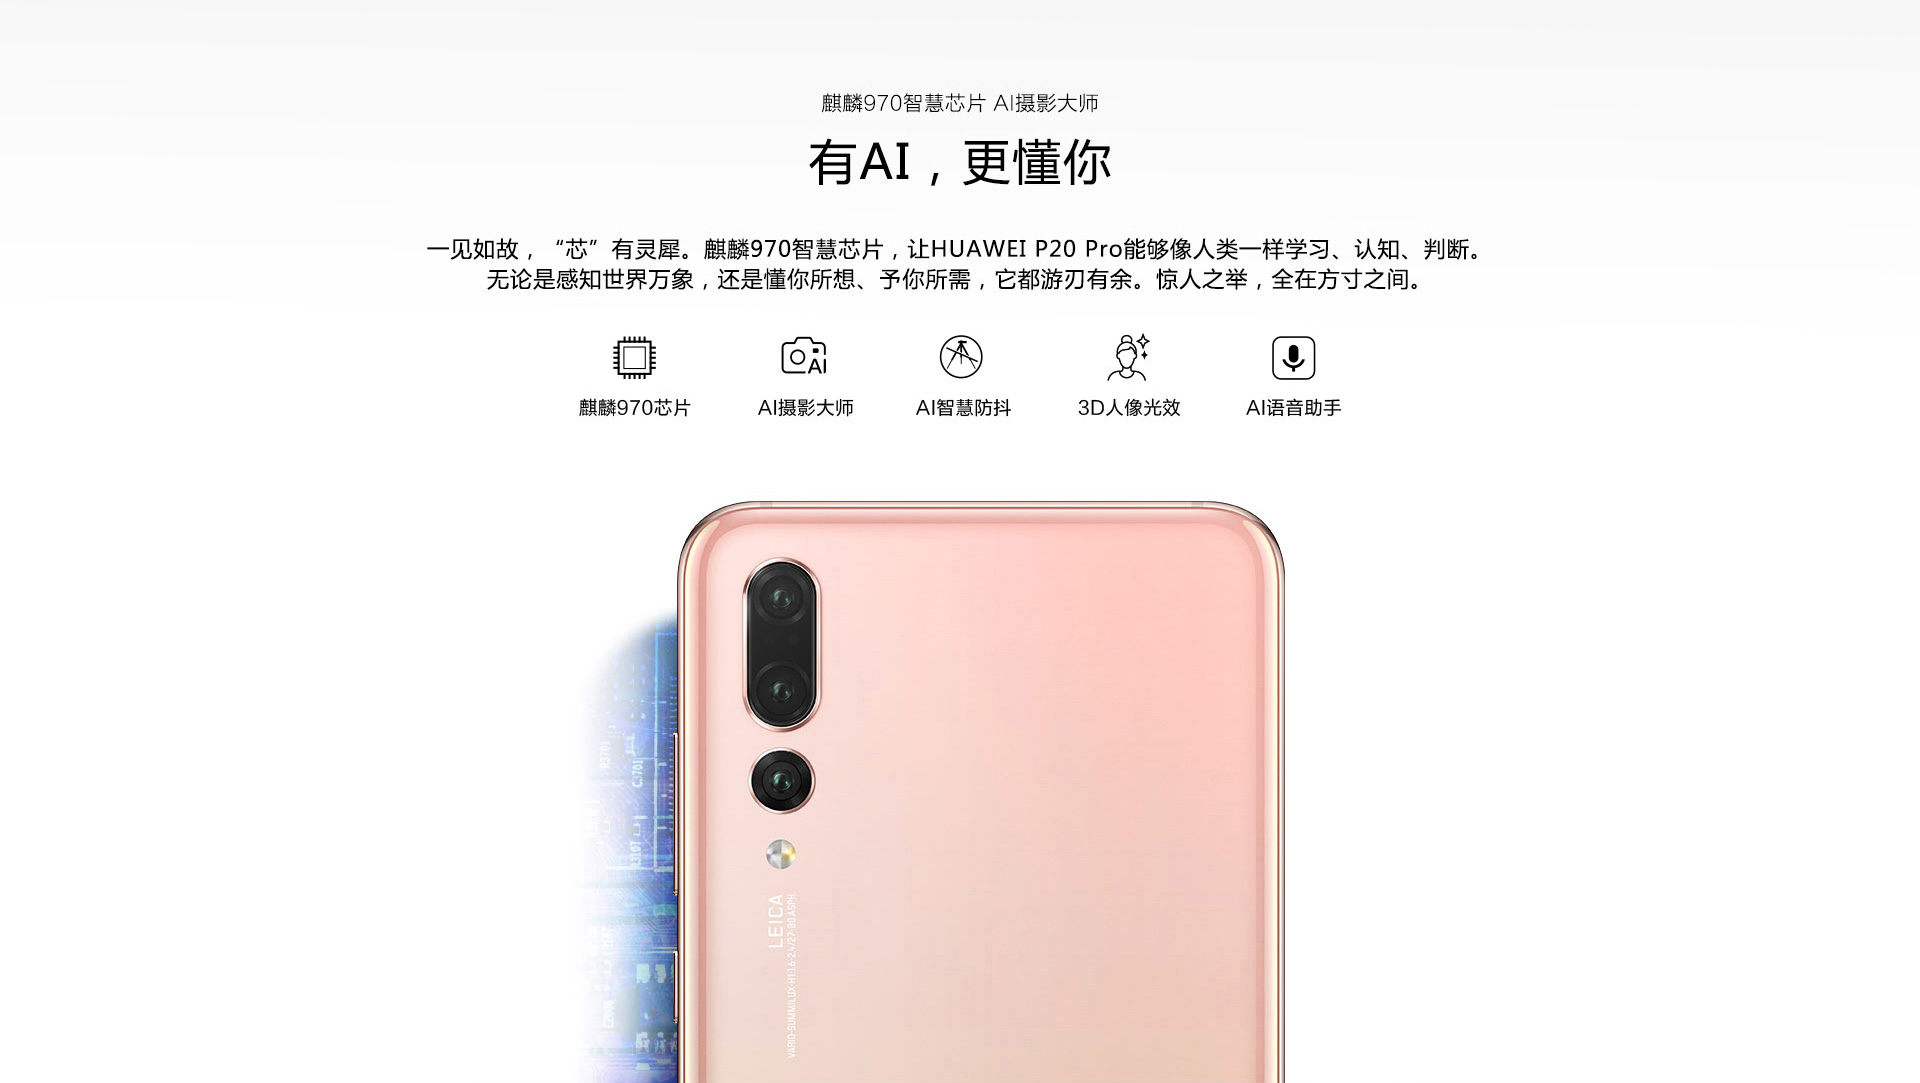 麒麟970智慧芯片 AI摄影大师
有AI，更懂你
一见如故，“芯”有灵犀。麒麟970智慧芯片，让HUAWEI P20 Pro能够像人类一样学习、认知、判断。
无论是感知世界万象，还是懂你所想、予你所需，它都游刃有余。惊人之举，全在方寸之间。
AI
麒麟970芯片
AI摄影大师
AI智慧防抖
3D人像光效
AI语音助手
R3701
C3701
LEICA
VARIO-SUMMILUX-H1:1.6-2.4/27-80 ASPH.